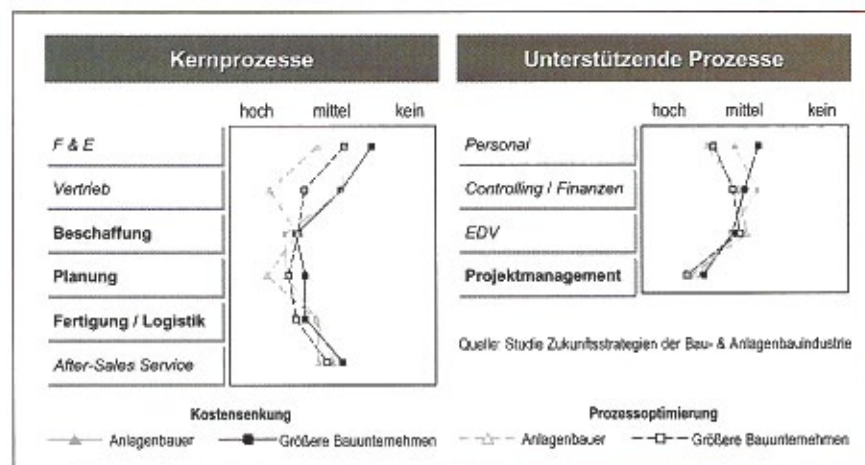 Kernprozesse
hoch mittel kein
F & E
Vertrieb
Beschaffung
Planung
Fertigung / Logistik
After-Sales Service
Unterstützende Prozesse
hoch mittel kein
Personal
Controlling / Finanzen
EDV
Projektmanagement
Quelle: Studie Zukunftsstrategien der Bau- & Anlagenbauindustrie
Kostensenkung
Anlagenbauer Größere Bauunternehmen
Prozessoptimierung
Anlagenbauer Größere Bauunternehmen